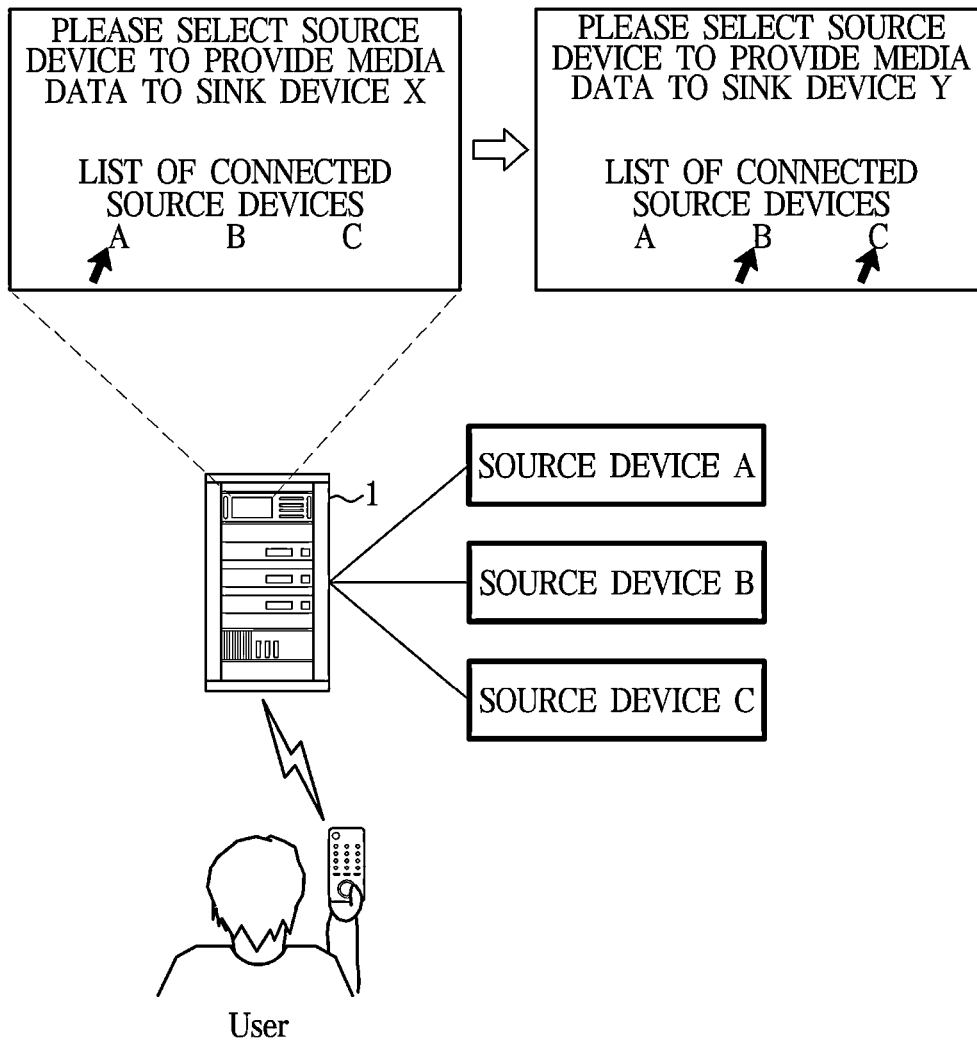 PLEASE SELECT SOURCE
DEVICE TO PROVIDE MEDIA
DATA TO SINK DEVICE X
LIST OF CONNECTED
SOURCE DEVICES
A B C
PLEASE SELECT SOURCE
DEVICE TO PROVIDE MEDIA
DATA TO SINK DEVICE Y
LIST OF CONNECTED
SOURCE DEVICES
A B C
1
SOURCE DEVICE A
SOURCE DEVICE B
SOURCE DEVICE C
User